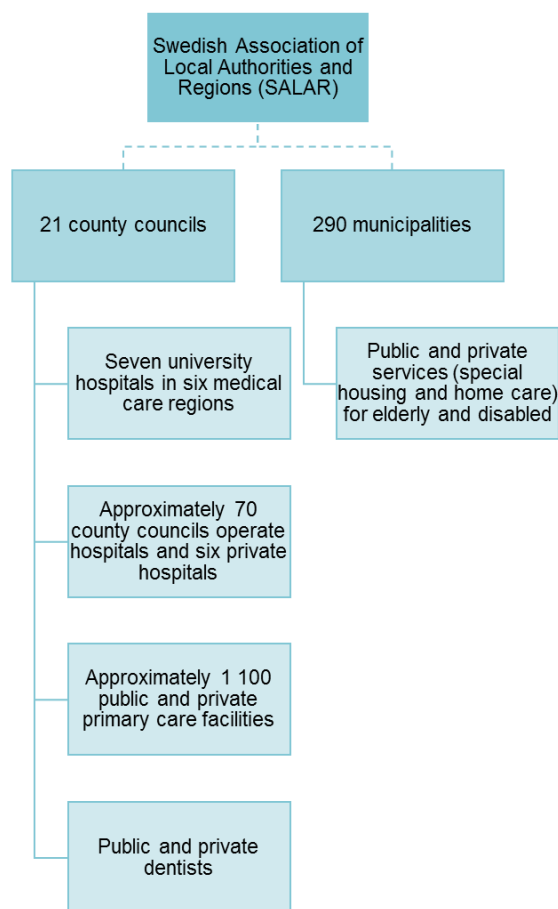 Swedish Association of
Local Authorities and
Regions (SALAR)
21 county councils
290 municipalities
Seven university
hospitals in six medical
care regions
Public and private
services (special
housing and home care)
for elderly and disabled
Approximately 70
county councils operate
hospitals and six private
hospitals
Approximately 1 100
public and private
primary care facilities
Public and private
dentists